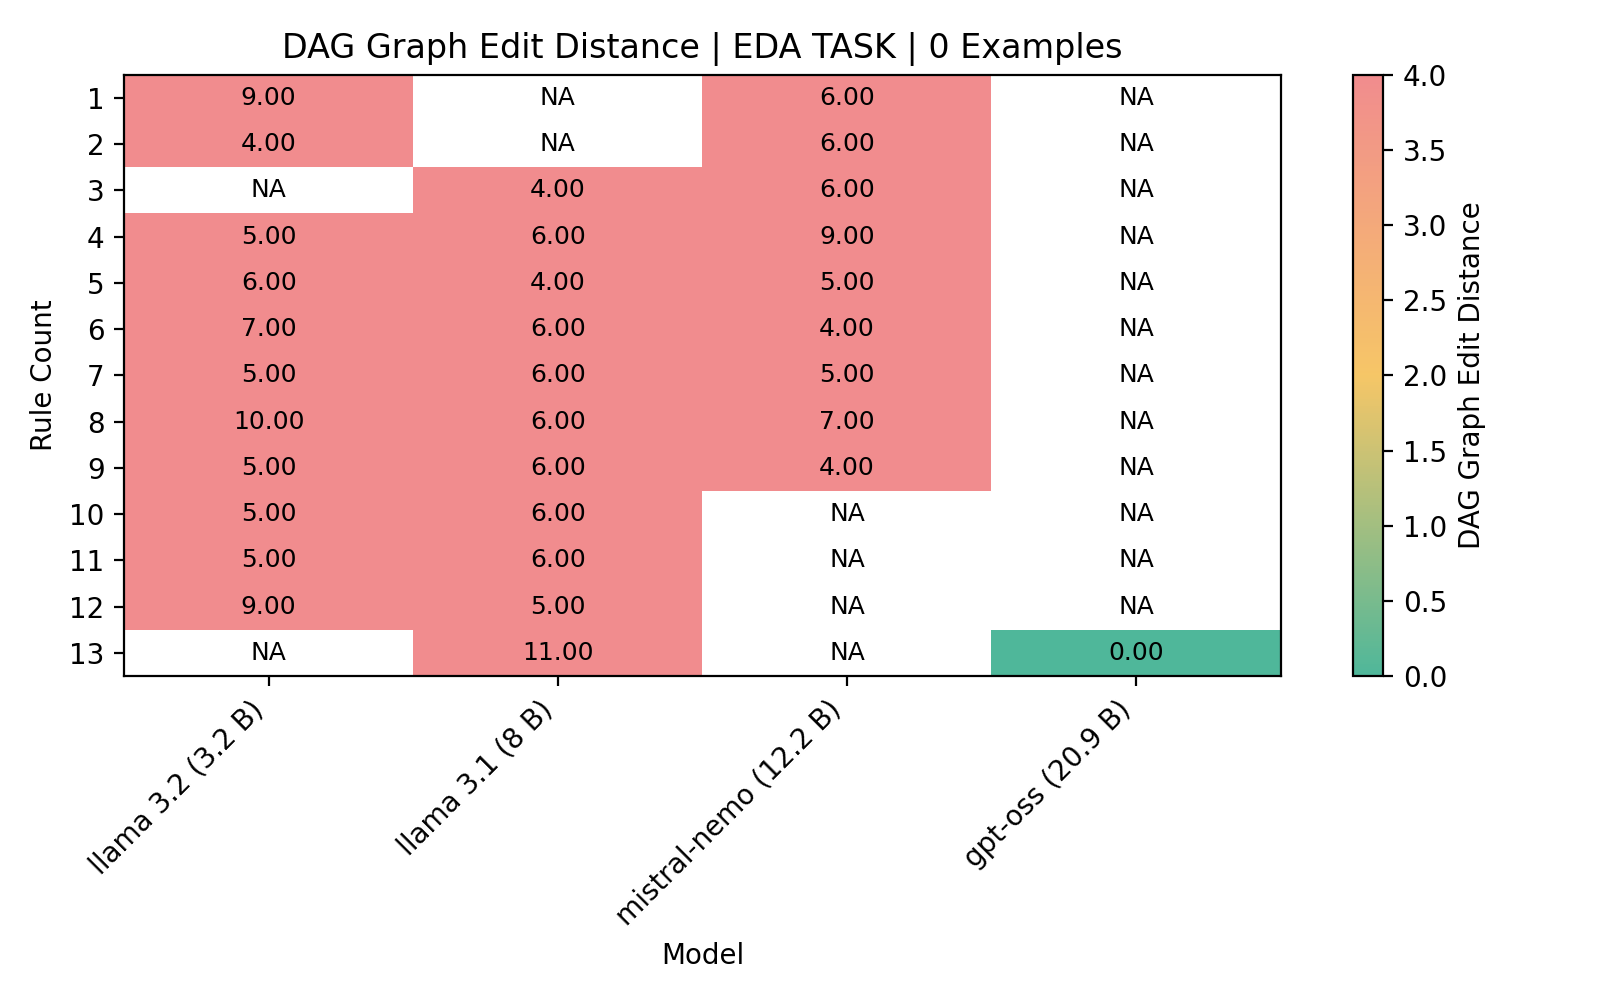 DAG Graph Edit Distance | EDA TASK | 0 Examples
Rule Count
1 9.00 NA 6.00 NA
2 4.00 NA 6.00 NA
3 NA 4.00 6.00 NA
4 5.00 6.00 9.00 NA
5 6.00 4.00 5.00 NA
6 7.00 6.00 4.00 NA
7 5.00 6.00 5.00 NA
8 10.00 6.00 7.00 NA
9 5.00 6.00 4.00 NA
10 5.00 6.00 NA NA
11 5.00 6.00 NA NA
12 9.00 5.00 NA NA
13 NA 11.00 NA 0.00
llama 3.2 (3.2 B)
llama 3.1 (8 B)
mistral-nemo (12.2 B)
gpt-oss (20.9 B)
Model
4.0
3.5
3.0
2.5
2.0
1.5
1.0
0.5
0.0
DAG Graph Edit Distance